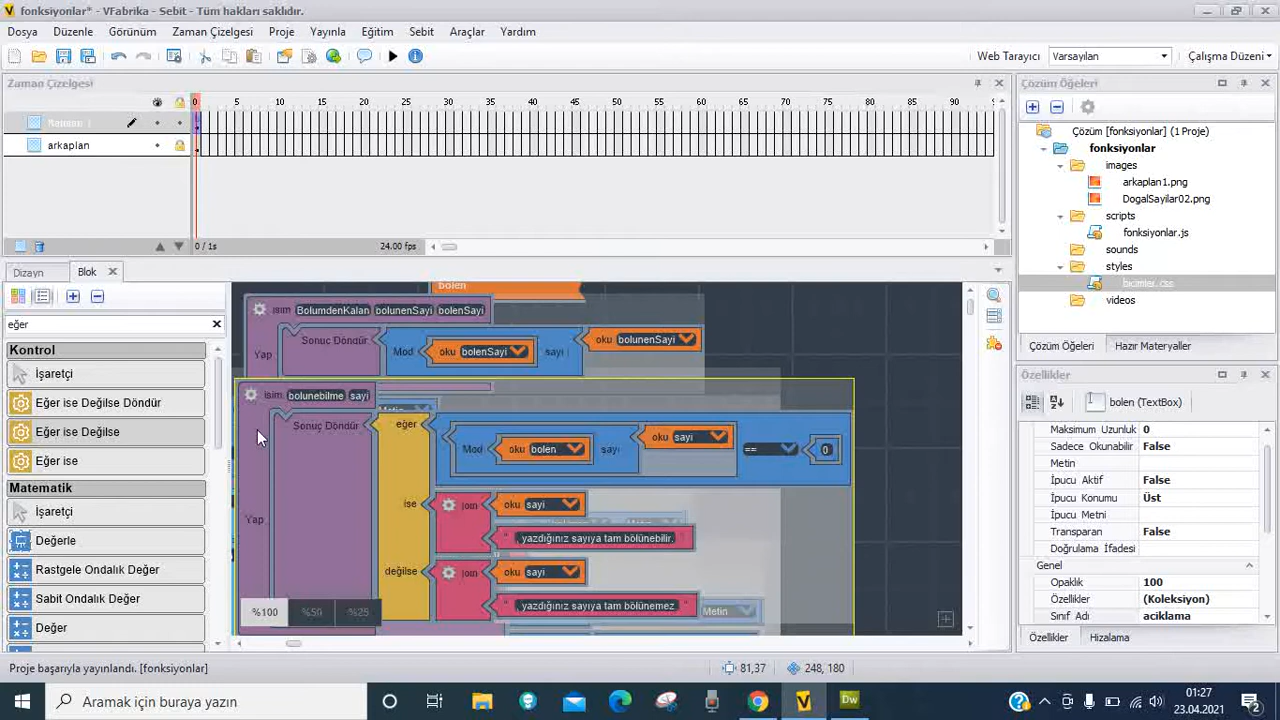 fonksiyonlar* - VFabrika - Sebit - Tüm hakları saklıdır.
Dosya Düzenle Görünüm Zaman Çizelgesi Proje Yayınla Eğitim Sebit Araçlar Yardım
Web Tarayıcı Varsayılan Çalışma Düzeni
Zaman Çizelgesi
0 5 10 15 20 25 30 35 40 45 50 55 60 65 70 75 80 85 90
arkaplan
0 / 1s 24.00 fps
Dizayn Blok
eğer
Kontrol
İşaretçi
Eğer ise Değilse Döndür
Eğer ise Değilse
Eğer ise
Matematik
İşaretçi
Değerle
Rastgele Ondalık Değer
Sabit Ondalık Değer
Değer
bolen
isim BolumdenKalan bolunenSayi bolenSayi
Yap Sonuç Döndür Mod oku bolenSayi sayı oku bolunenSayi
isim bolunebilme sayi
Metin
Yap Sonuç Döndür eğer Mod oku bolen sayı oku sayi == 0
ise join oku sayi
" yazdığınız sayıya tam bölünebilir. "
değilse join oku sayi
" yazdığınız sayıya tam bölünemez "
Metin
%100 %50 %25
Çözüm Öğeleri
Çözüm [fonksiyonlar] (1 Proje)
fonksiyonlar
images
arkaplan1.png
DogalSayilar02.png
scripts
fonksiyonlar.js
sounds
styles
bicimler.css
videos
Çözüm Öğeleri Hazır Materyaller
Özellikler
bolen (TextBox)
Maksimum Uzunluk 0
Sadece Okunabilir False
Metin
İpucu Aktif False
İpucu Konumu Üst
İpucu Metni
Transparan False
Doğrulama İfadesi
Genel
Opaklık 100
Özellikler (Koleksiyon)
Sınıf Adı aciklama
Özellikler Hizalama
Proje başarıyla yayınlandı. [fonksiyonlar] 81,37 248, 180
Aramak için buraya yazın
Dw
01:27
23.04.2021
2